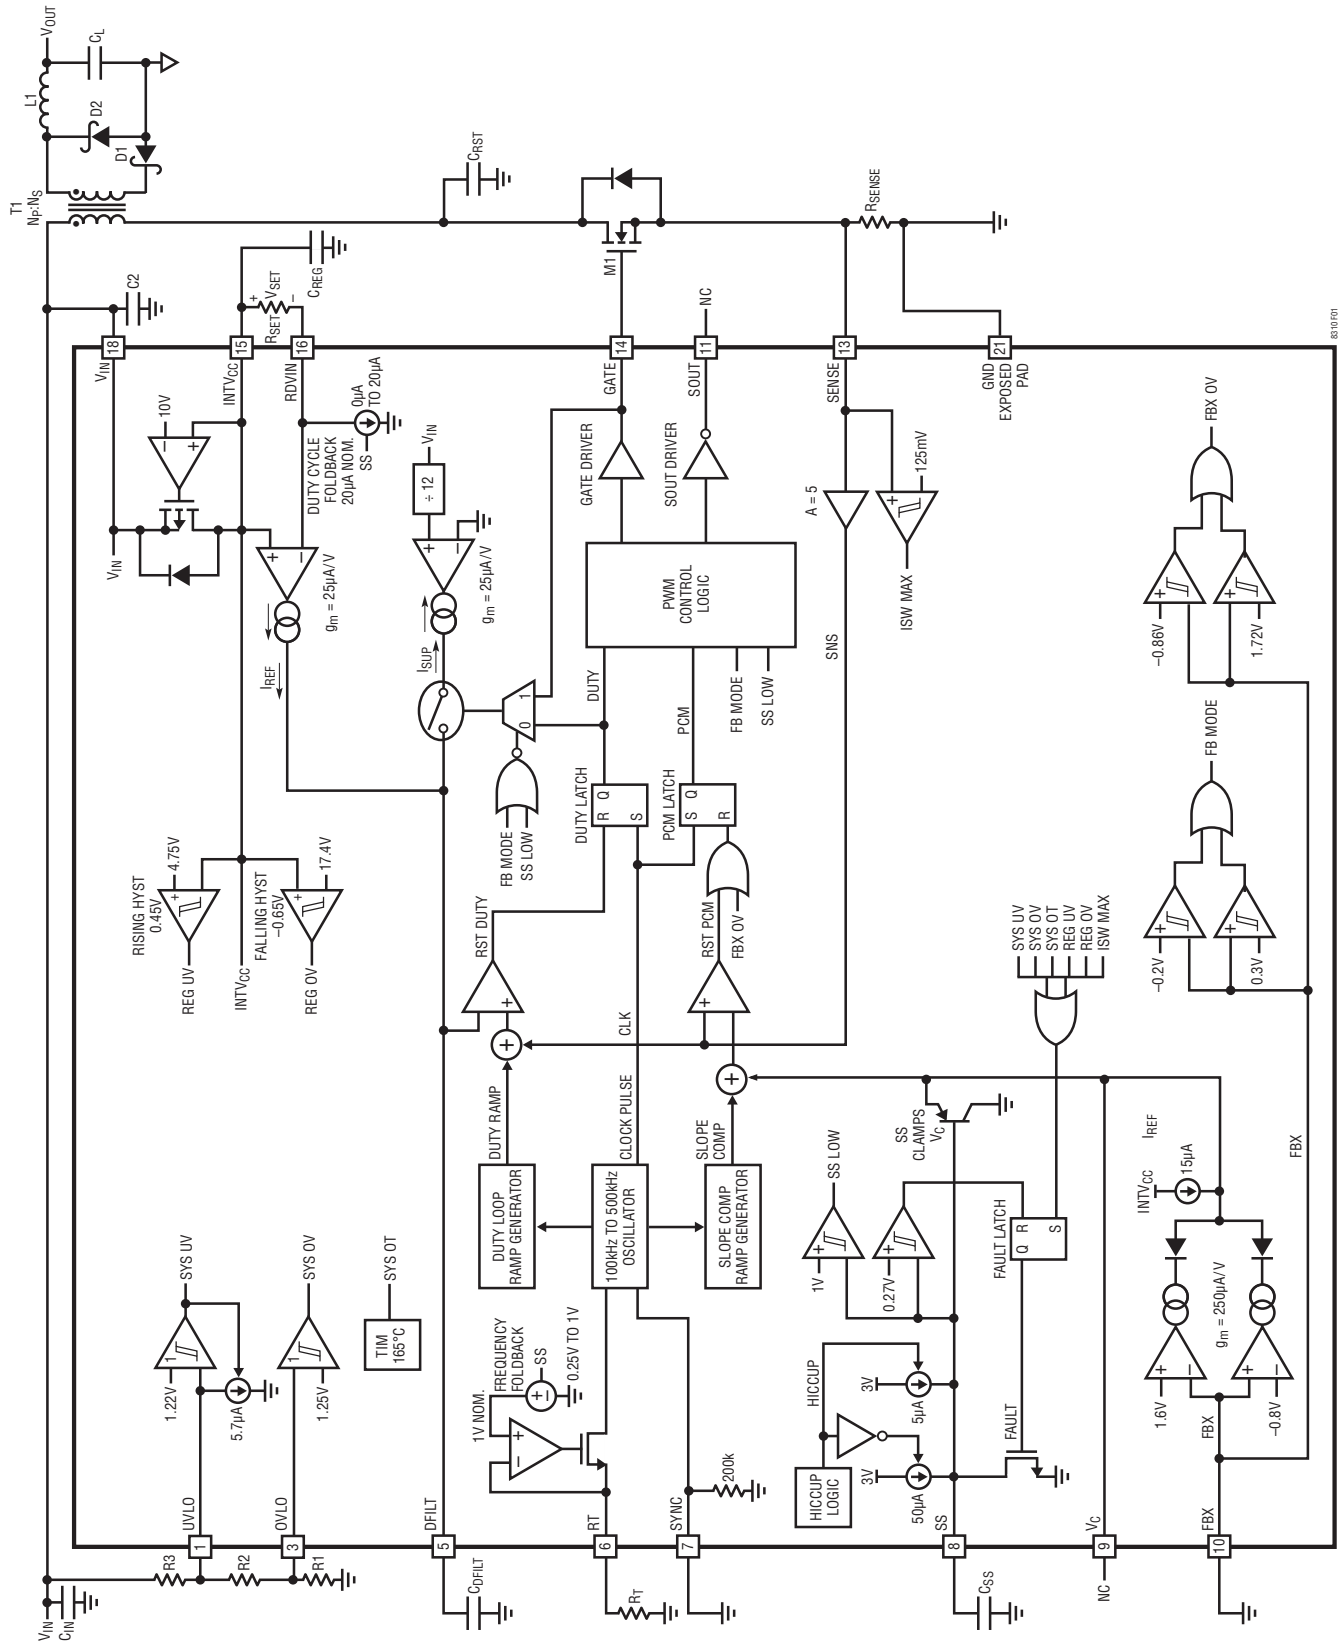 VIN
CIN
R3
R2
R1
CDFILT
RT
CSS
NC
1
UVLO
3
OVLO
5
DFILT
6
RT
7
SYNC
8
SS
9
VC
10
FBX
1.22V
1
SYS UV
5.7µA
1.25V
1
SYS OV
TIM
165°C
SYS OT
1V NOM.
FREQUENCY
FOLDBACK
SS
+
−
+
−
0.25V TO 1V
200k
HICCUP
LOGIC
HICCUP
3V
50µA
3V
5µA
FAULT
1V
+
SS LOW
0.27V
+
FAULT LATCH
Q R
S
SS
CLAMPS
VC
1.6V
FBX
−0.8V
+
−
+
−
gm = 250µA/V
INTVCC
15µA
IREF
FBX
DUTY LOOP
RAMP GENERATOR
100kHz TO 500kHz
OSCILLATOR
SLOPE COMP
RAMP GENERATOR
DUTY RAMP
CLOCK PULSE
SLOPE
COMP
+
+
CLK
RST DUTY
+
RST PCM
+
FBX OV
SYS UV
SYS OV
SYS OT
REG UV
REG OV
ISW MAX
REG UV
RISING HYST
0.45V
4.75V
+
INTVCC
REG OV
FALLING HYST
−0.65V
17.4V
+
FB MODE
SS LOW
DUTY LATCH
R Q
S
PCM LATCH
S Q
R
0 1
DUTY
PCM
FB MODE
SS LOW
SNS
ISUP
IREF
gm = 25µA/V
gm = 25µA/V
+
−
+
−
÷ 12
VIN
PWM
CONTROL
LOGIC
GATE DRIVER
SOUT DRIVER
A = 5
ISW MAX
+
125mV
−0.2V
+
0.3V
+
FB MODE
−0.86V
+
1.72V
+
FBX OV
VIN
10V
−
+
DUTY CYCLE
FOLDBACK
20µA NOM.
SS
0µA
TO 20µA
VIN
18
INTVCC
15
RDVIN
16
GATE
14
SOUT
11
SENSE
13
GND
EXPOSED
PAD
21
C2
RSET
+
VSET
−
CREG
M1
NC
CRST
RSENSE
T1
NP:NS
D1
D2
L1
CL
VOUT
8310 F01